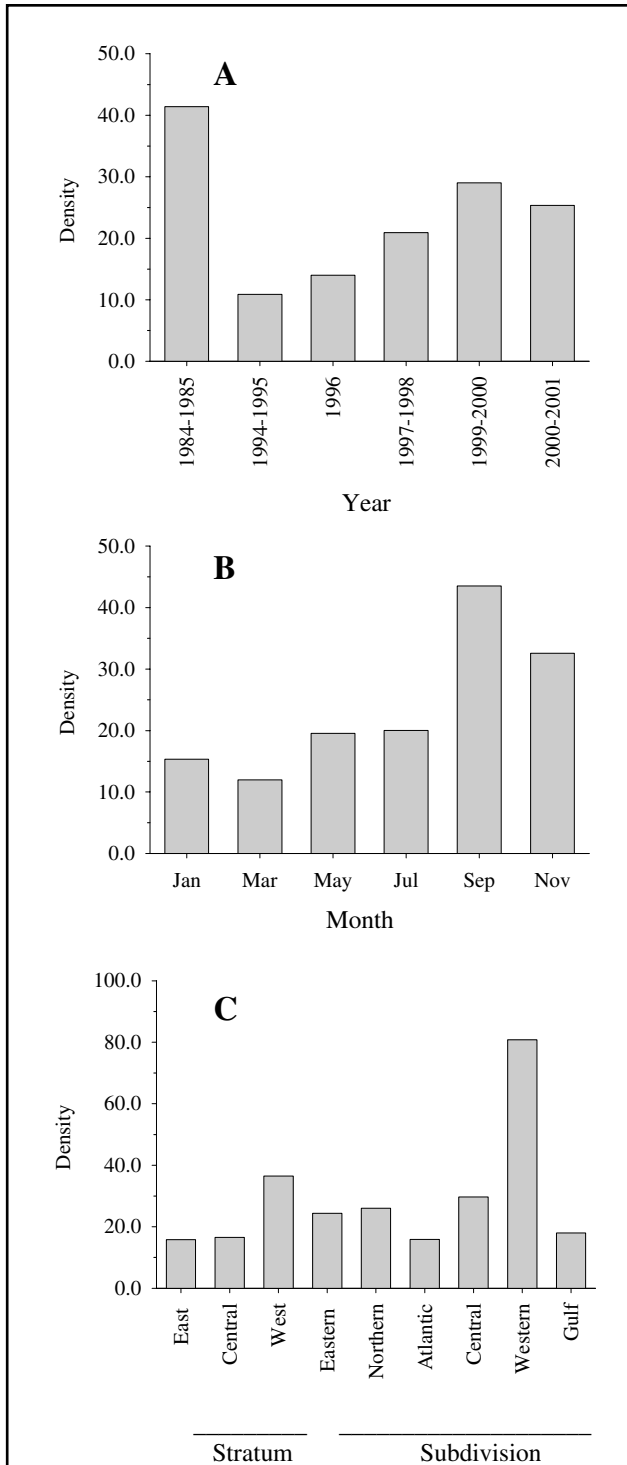 A
50.0
40.0
30.0
20.0
10.0
0.0
Density
1984-1985
1994-1995
1996
1997-1998
1999-2000
2000-2001
Year
B
50.0
40.0
30.0
20.0
10.0
0.0
Density
Jan Mar May Jul Sep Nov
Month
C
100.0
80.0
60.0
40.0
20.0
0.0
Density
East
Central
West
Eastern
Northern
Atlantic
Central
Western
Gulf
Stratum Subdivision